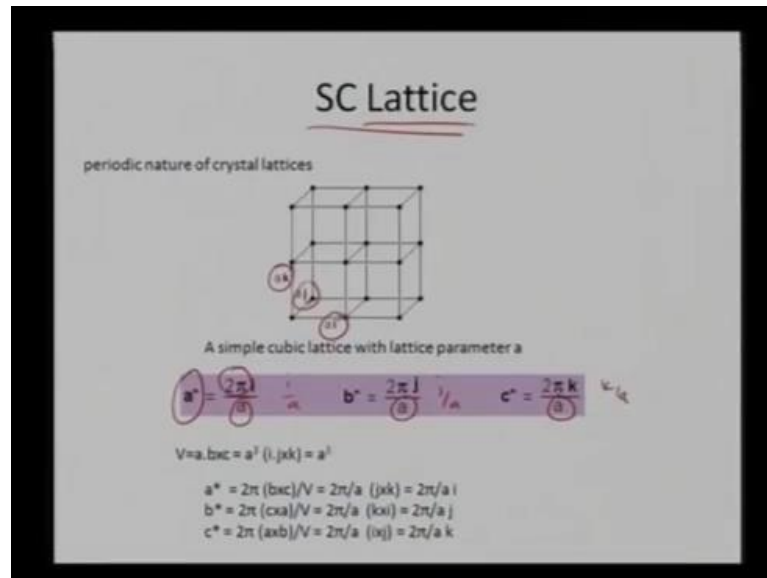 SC Lattice
periodic nature of crystal lattices
ak
aj
ai
A simple cubic lattice with lattice parameter a
a* = 2π i / a i/a b* = 2π j / a j/a c* = 2π k / a k/a
V=a.bxc = a³ (i.jxk) = a³
a* = 2π (bxc)/V = 2π/a (jxk) = 2π/a i
b* = 2π (cxa)/V = 2π/a (kxi) = 2π/a j
c* = 2π (axb)/V = 2π/a (ixj) = 2π/a k